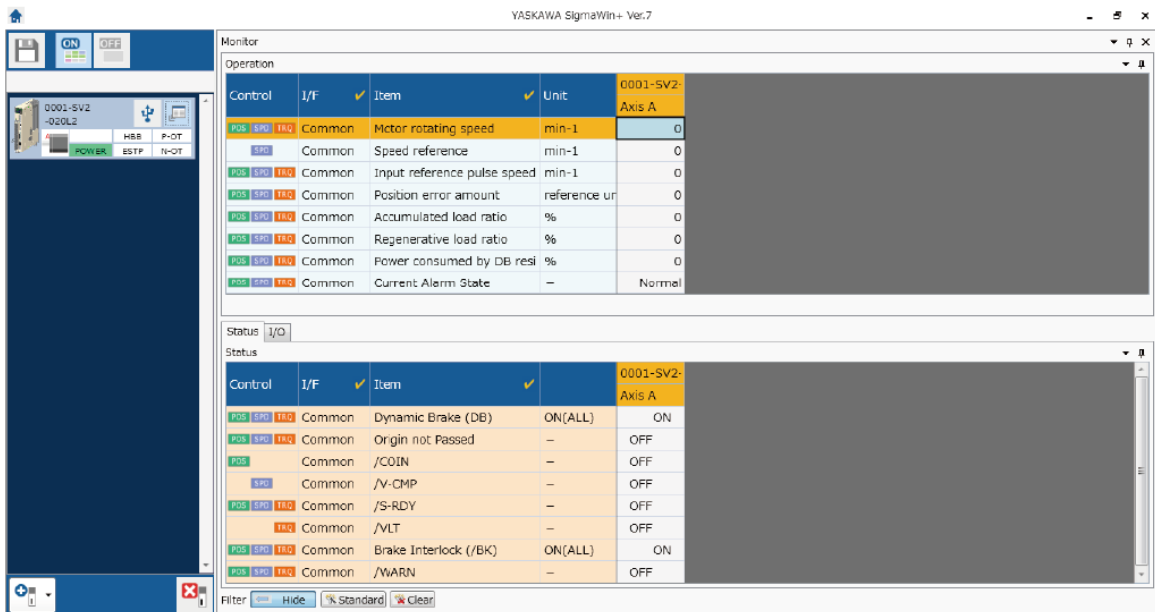 YASKAWA SigmaWin+ Ver.7
ON OFF
0001-SV2
-020L2
HBB P-OT
POWER ESTP N-OT
Monitor
Operation
Control I/F Item Unit 0001-SV2-
Axis A
POS SPD TRQ Common Motor rotating speed min-1 0
SPD Common Speed reference min-1 0
POS SPD TRQ Common Input reference pulse speed min-1 0
POS SPD TRQ Common Position error amount reference ur 0
POS SPD TRQ Common Accumulated load ratio % 0
POS SPD TRQ Common Regenerative load ratio % 0
POS SPD TRQ Common Power consumed by DB resi % 0
POS SPD TRQ Common Current Alarm State – Normal
Status I/O
Status
Control I/F Item 0001-SV2-
Axis A
POS SPD TRQ Common Dynamic Brake (DB) ON(ALL) ON
POS SPD TRQ Common Origin not Passed – OFF
POS Common /COIN – OFF
SPD Common /V-CMP – OFF
POS SPD TRQ Common /S-RDY – OFF
TRQ Common /VLT – OFF
POS SPD TRQ Common Brake Interlock (/BK) ON(ALL) ON
POS SPD TRQ Common /WARN – OFF
Filter Hide Standard Clear